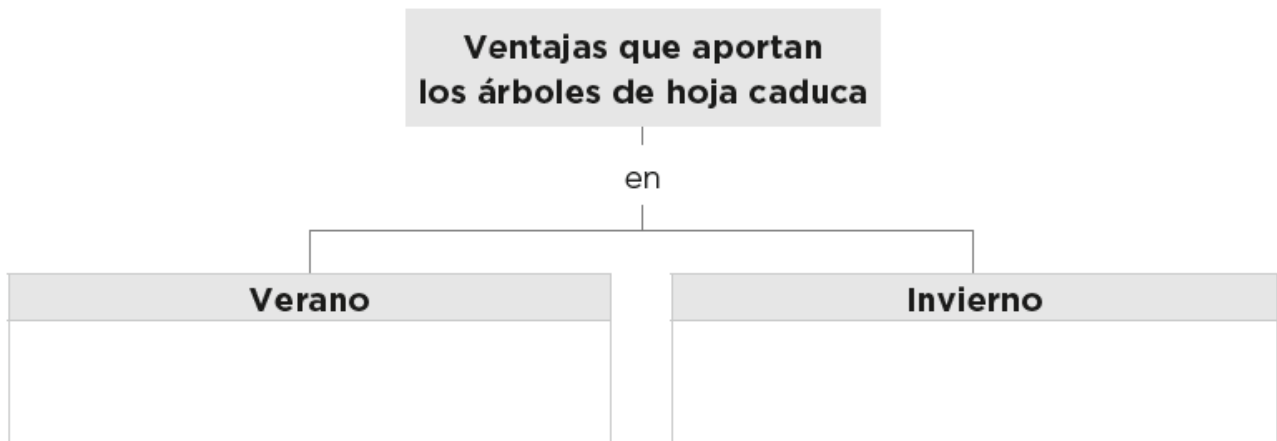 Ventajas que aportan
los árboles de hoja caduca
en
Verano
Invierno